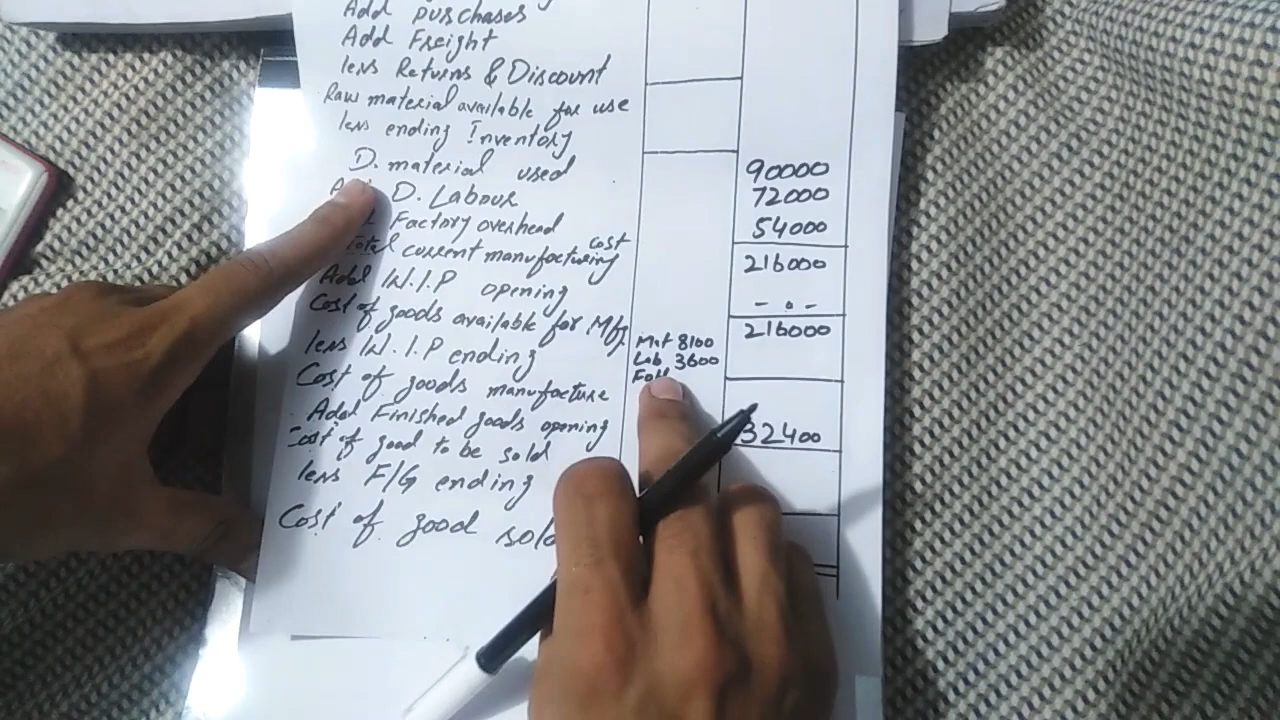 Add purchases
Add Freight
less Returns & Discount
Raw material available for use
less ending Inventory
D. material used 90000
D. Labour 72000
Factory overhead 54000
Total current manufacturing cost 216000
Add W.I.P opening - . -
Cost of goods available for Mfg. 216000
less W.I.P ending Mat 8100
Lab 3600
FoH
Cost of goods manufacture
Add Finished goods opening 32400
Cost of good to be sold
less F/G ending
Cost of good sold